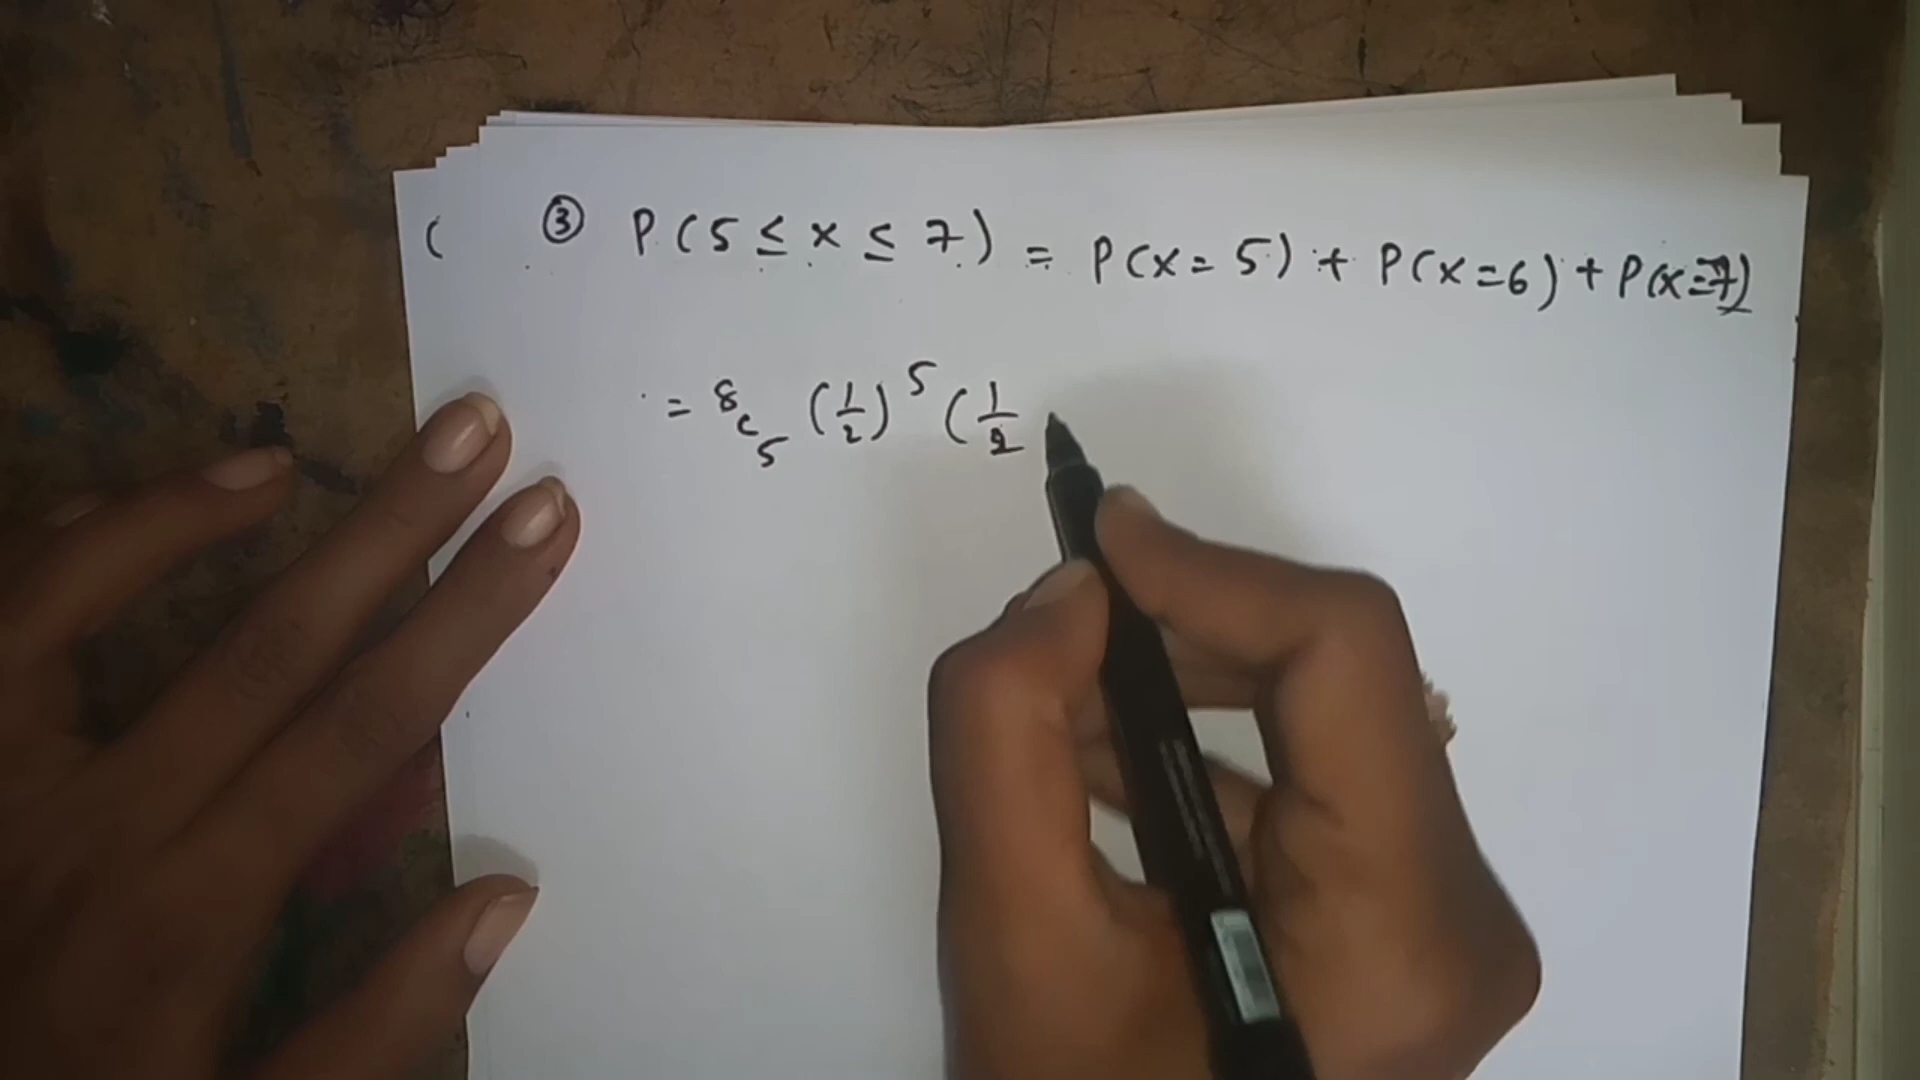 ( ③ P(5 ≤ x ≤ 7) = P(x = 5) + P(x = 6) + P(x = 7)
= ⁸C₅ (1/2)⁵ (1/2